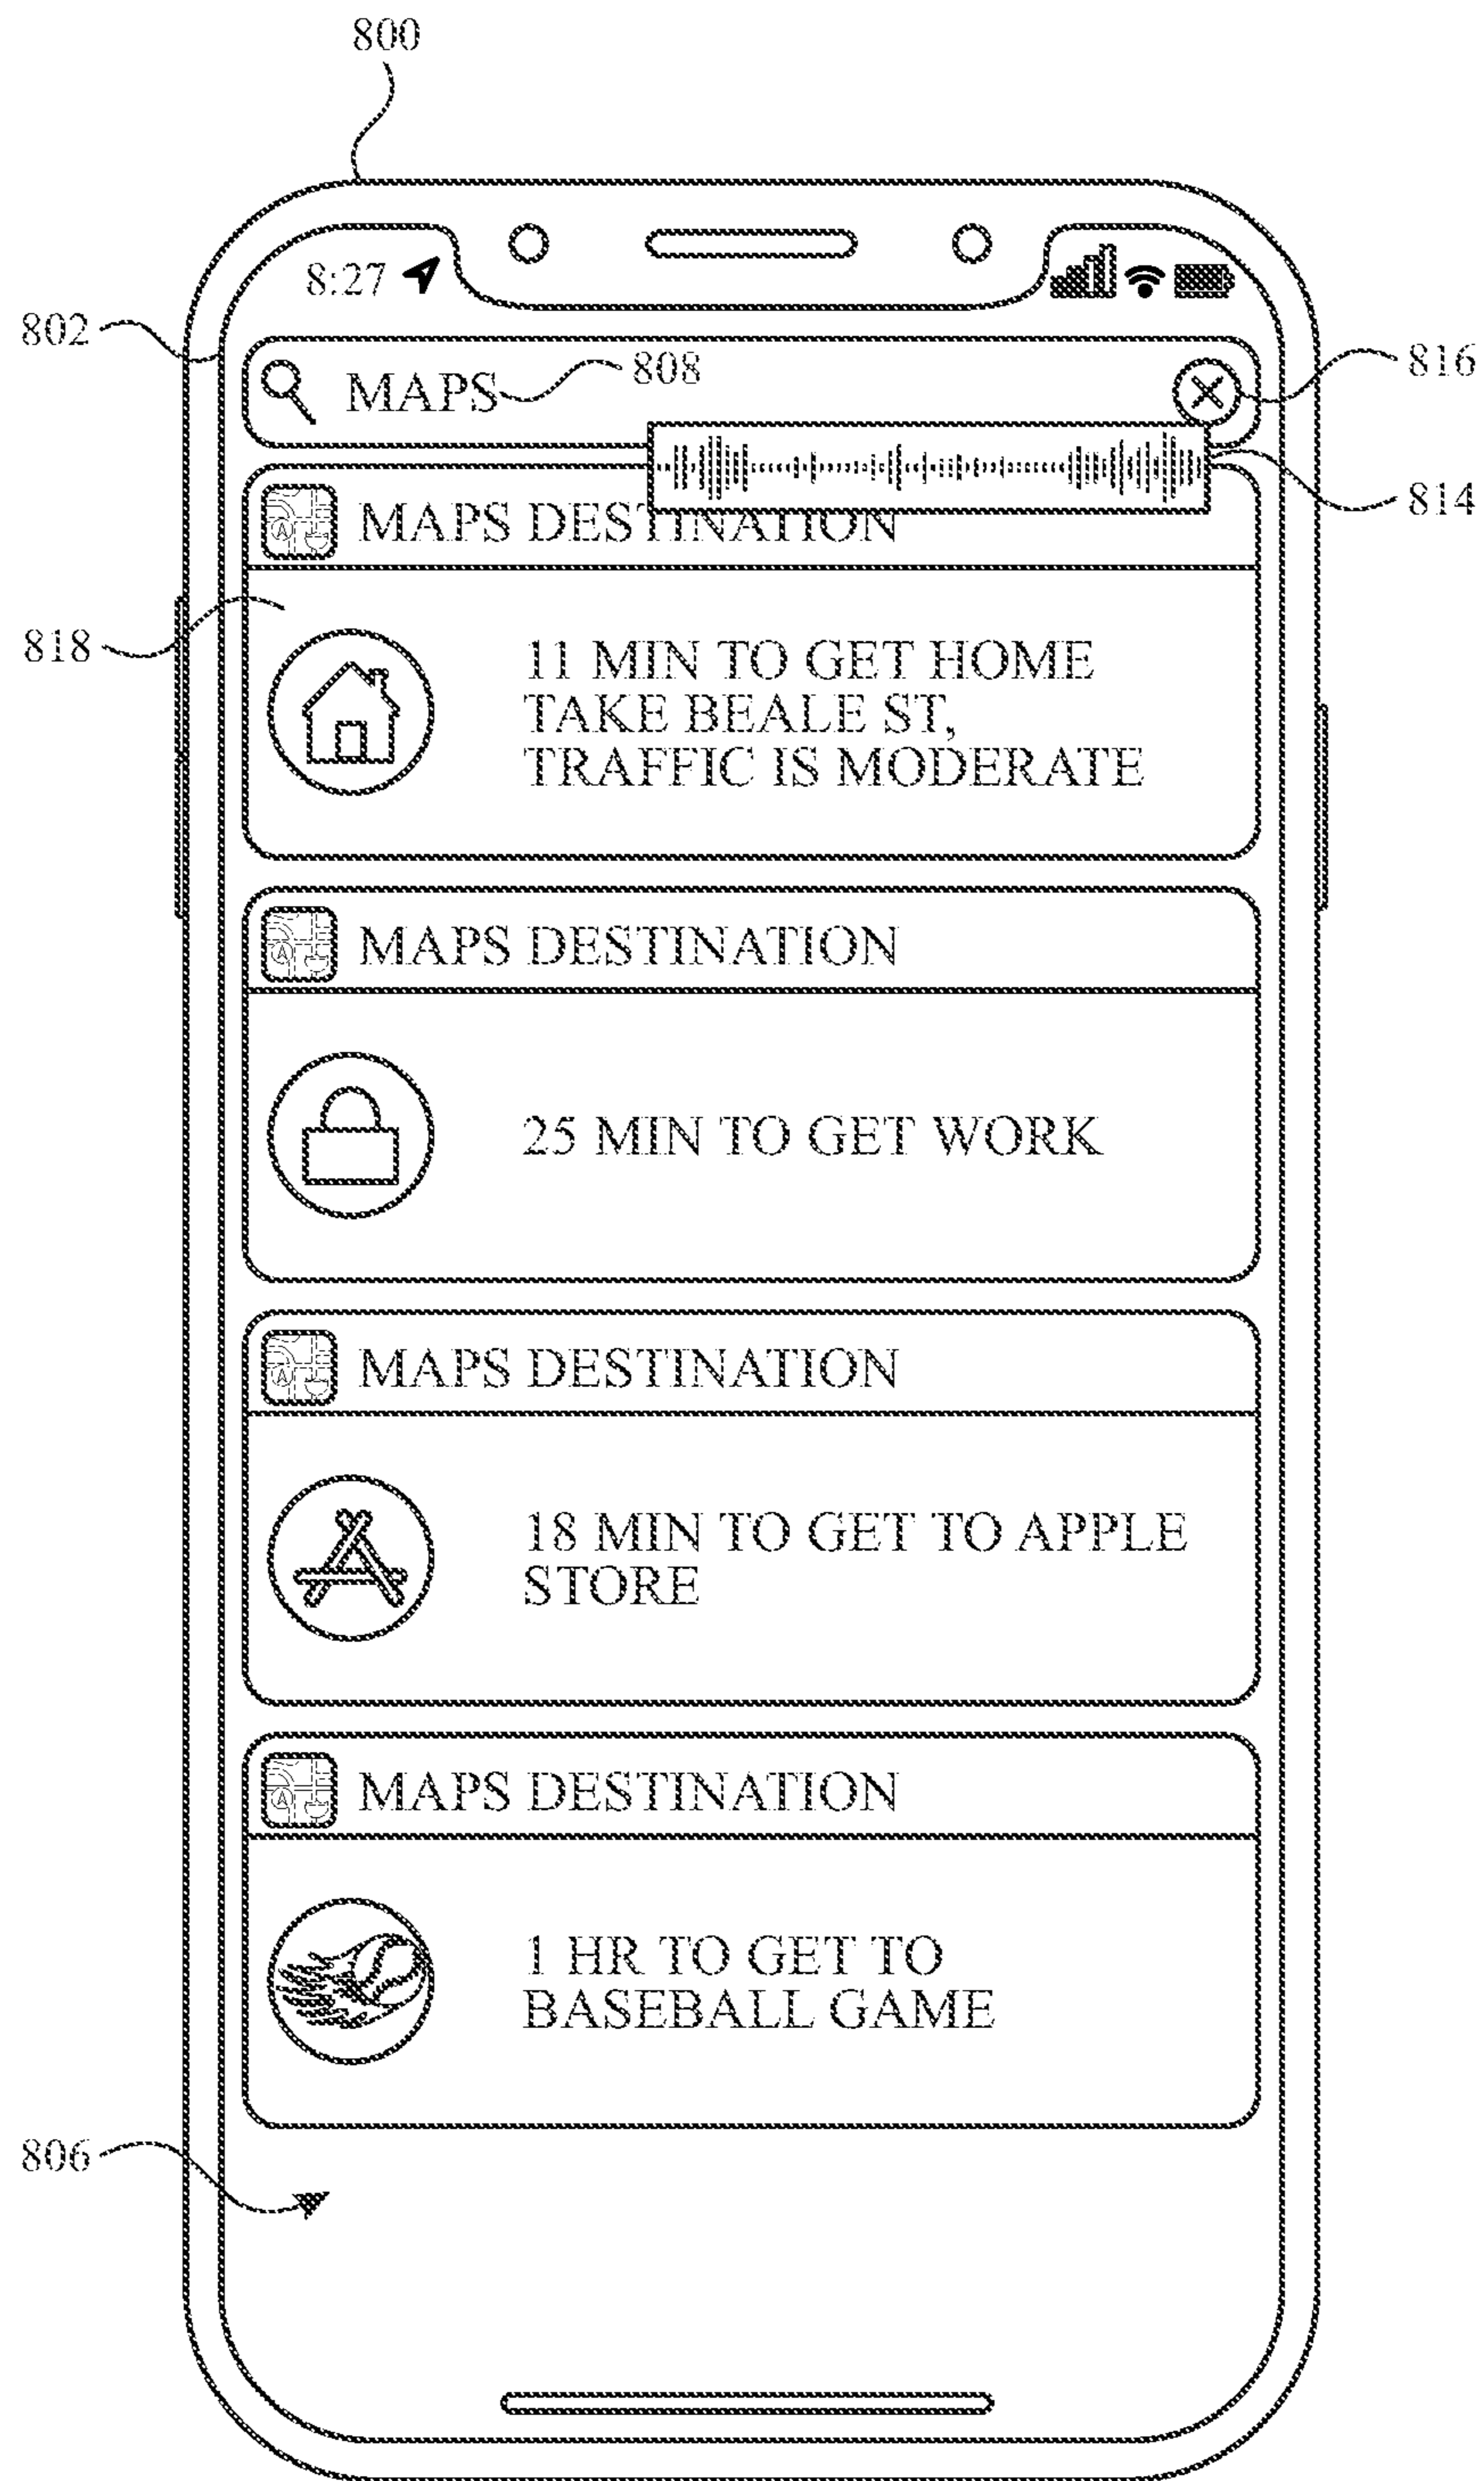 800
8:27
802
MAPS
808
816
814
MAPS DESTINATION
818
11 MIN TO GET HOME
TAKE BEALE ST,
TRAFFIC IS MODERATE
MAPS DESTINATION
25 MIN TO GET WORK
MAPS DESTINATION
18 MIN TO GET TO APPLE
STORE
MAPS DESTINATION
1 HR TO GET TO
BASEBALL GAME
806